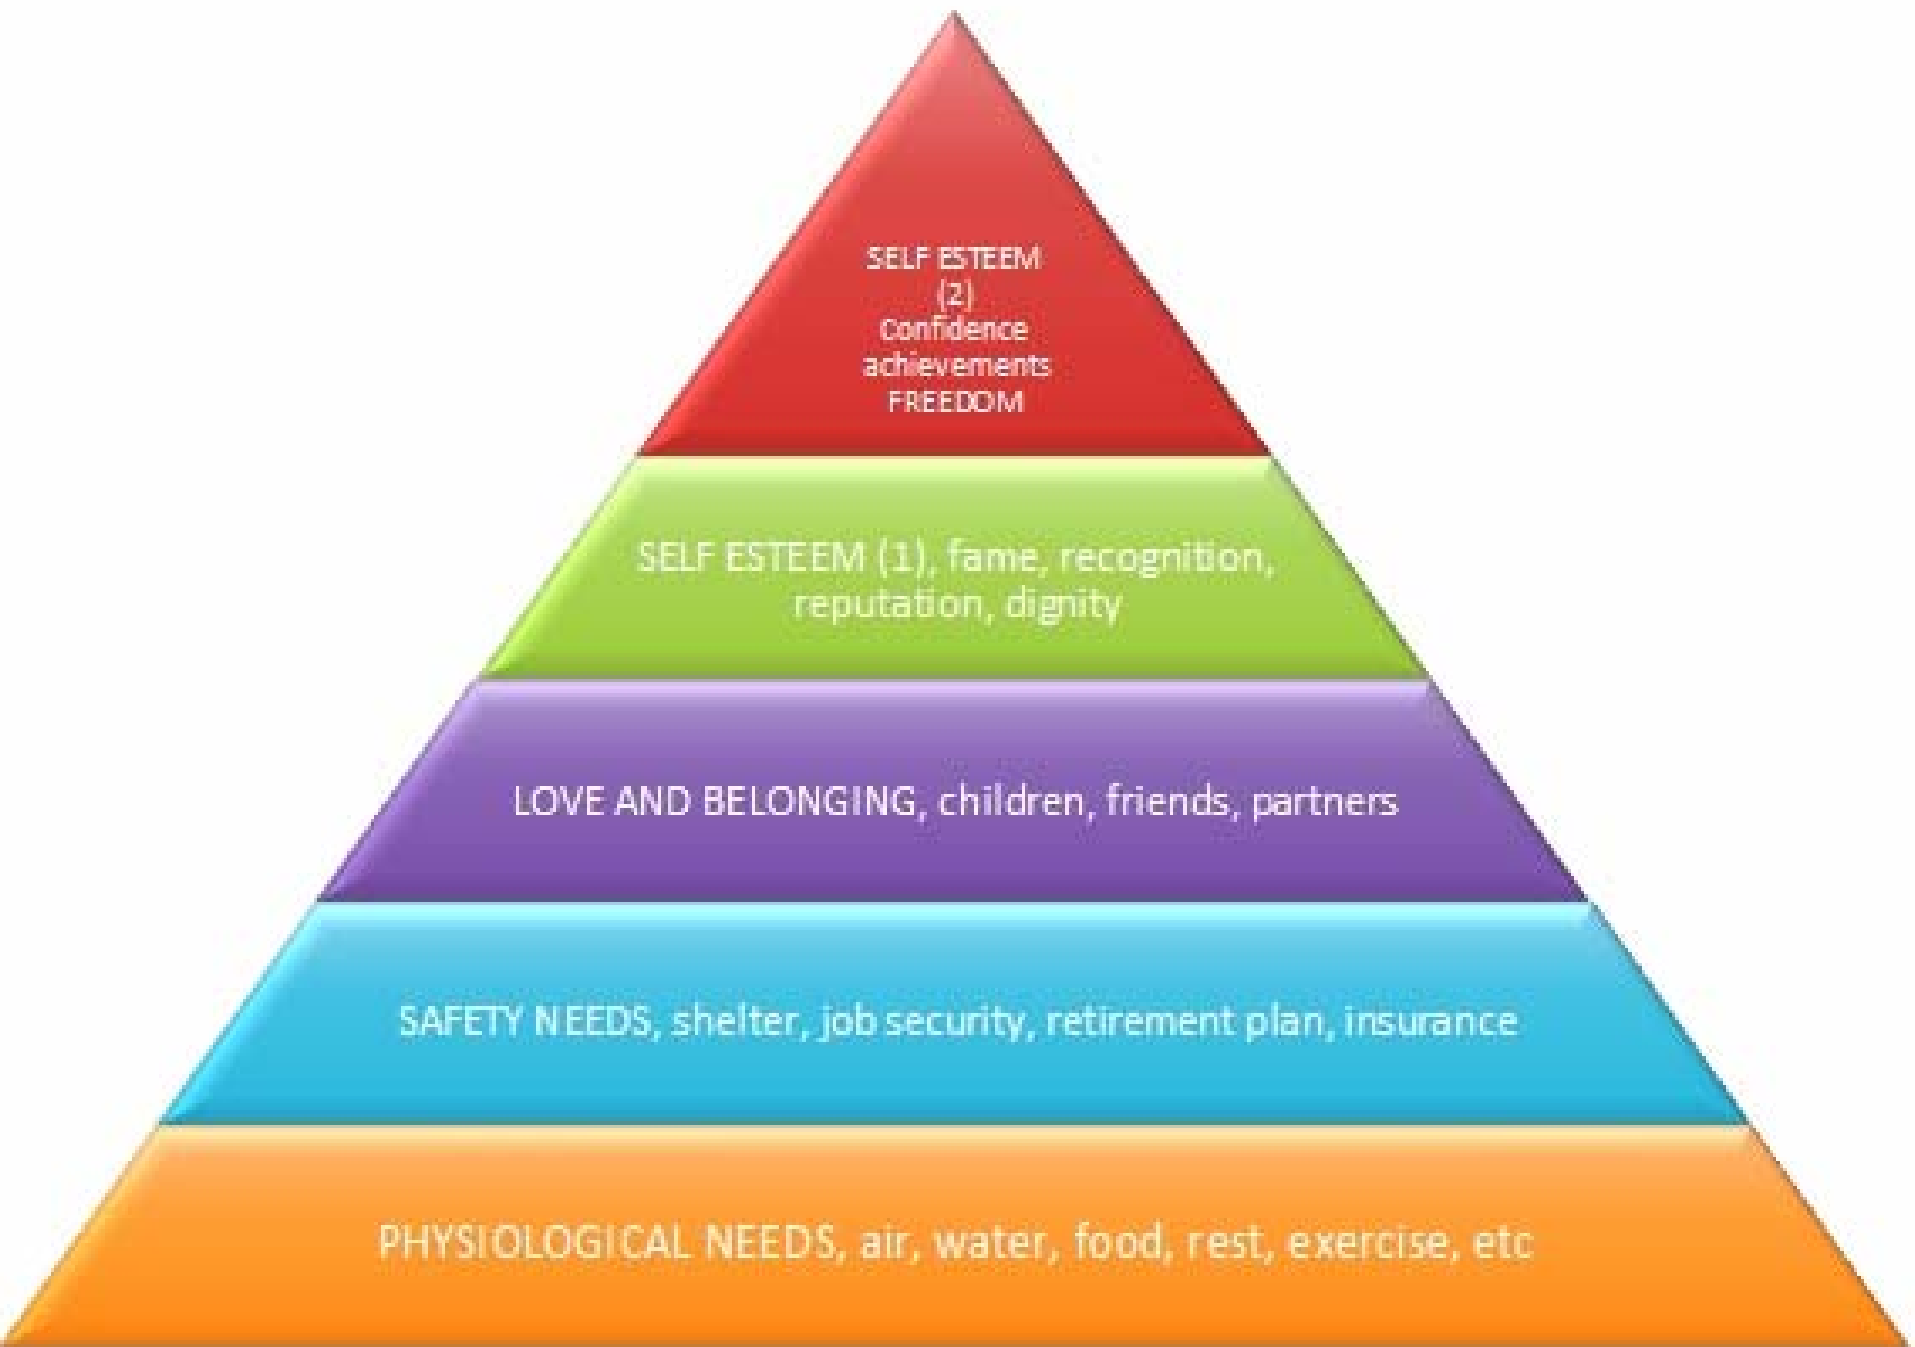 SELF ESTEEM
(2)
Confidence
achievements
FREEDOM
SELF ESTEEM (1), fame, recognition,
reputation, dignity
LOVE AND BELONGING, children, friends, partners
SAFETY NEEDS, shelter, job security, retirement plan, insurance
PHYSIOLOGICAL NEEDS, air, water, food, rest, exercise, etc